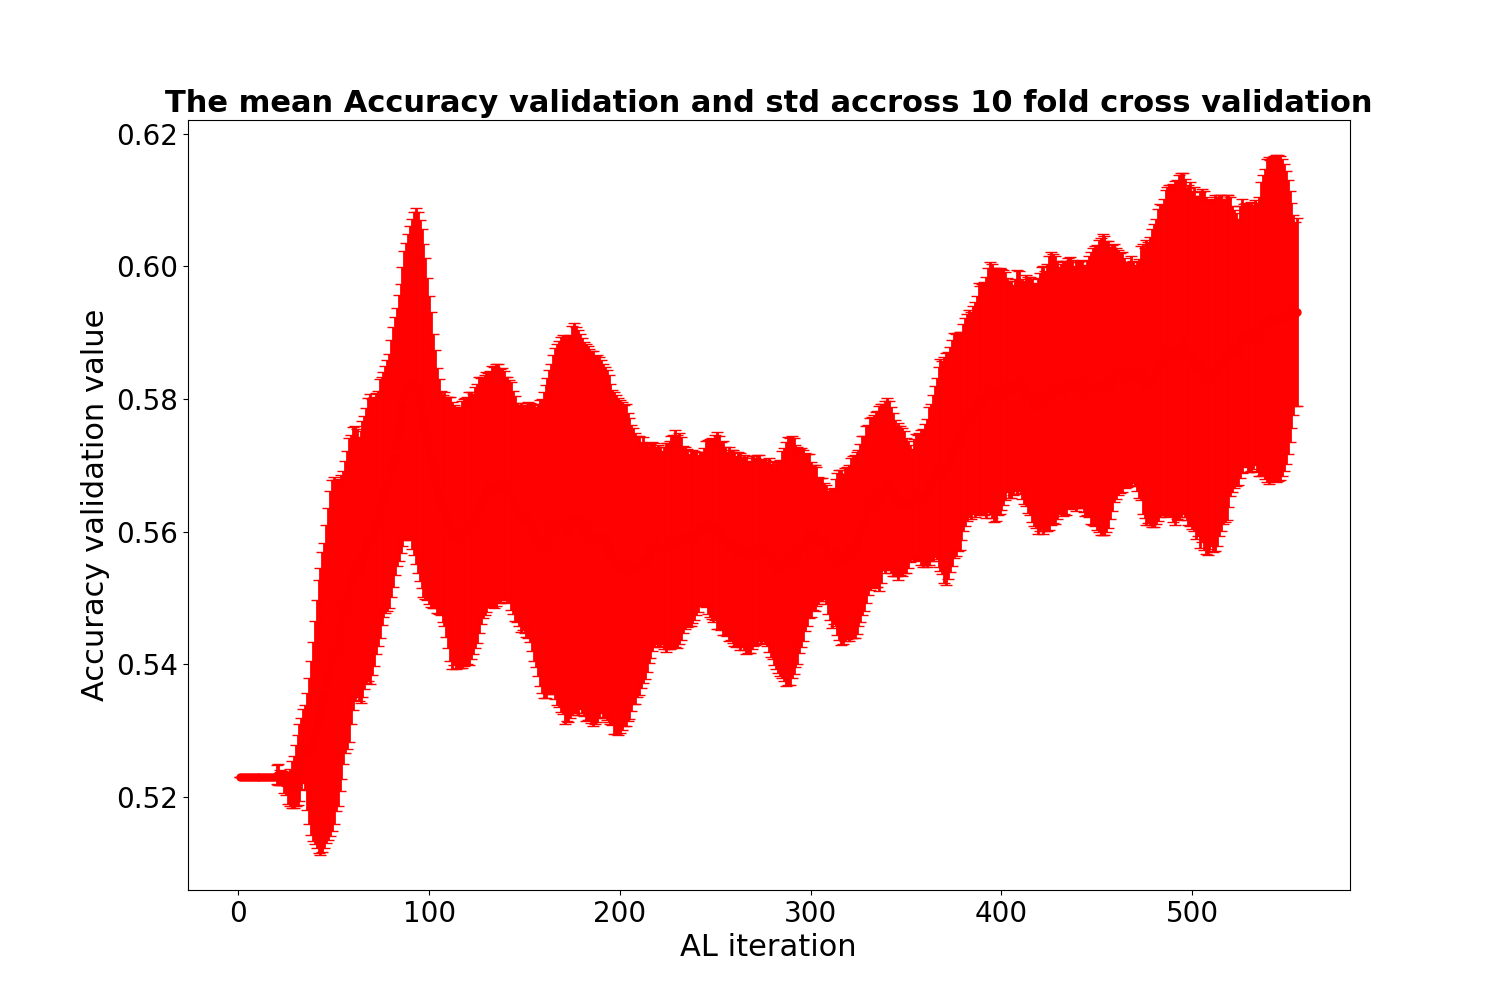 The mean Accuracy validation and std accross 10 fold cross validation
0.62
0.60
0.58
0.56
0.54
0.52
Accuracy validation value
0 100 200 300 400 500
AL iteration